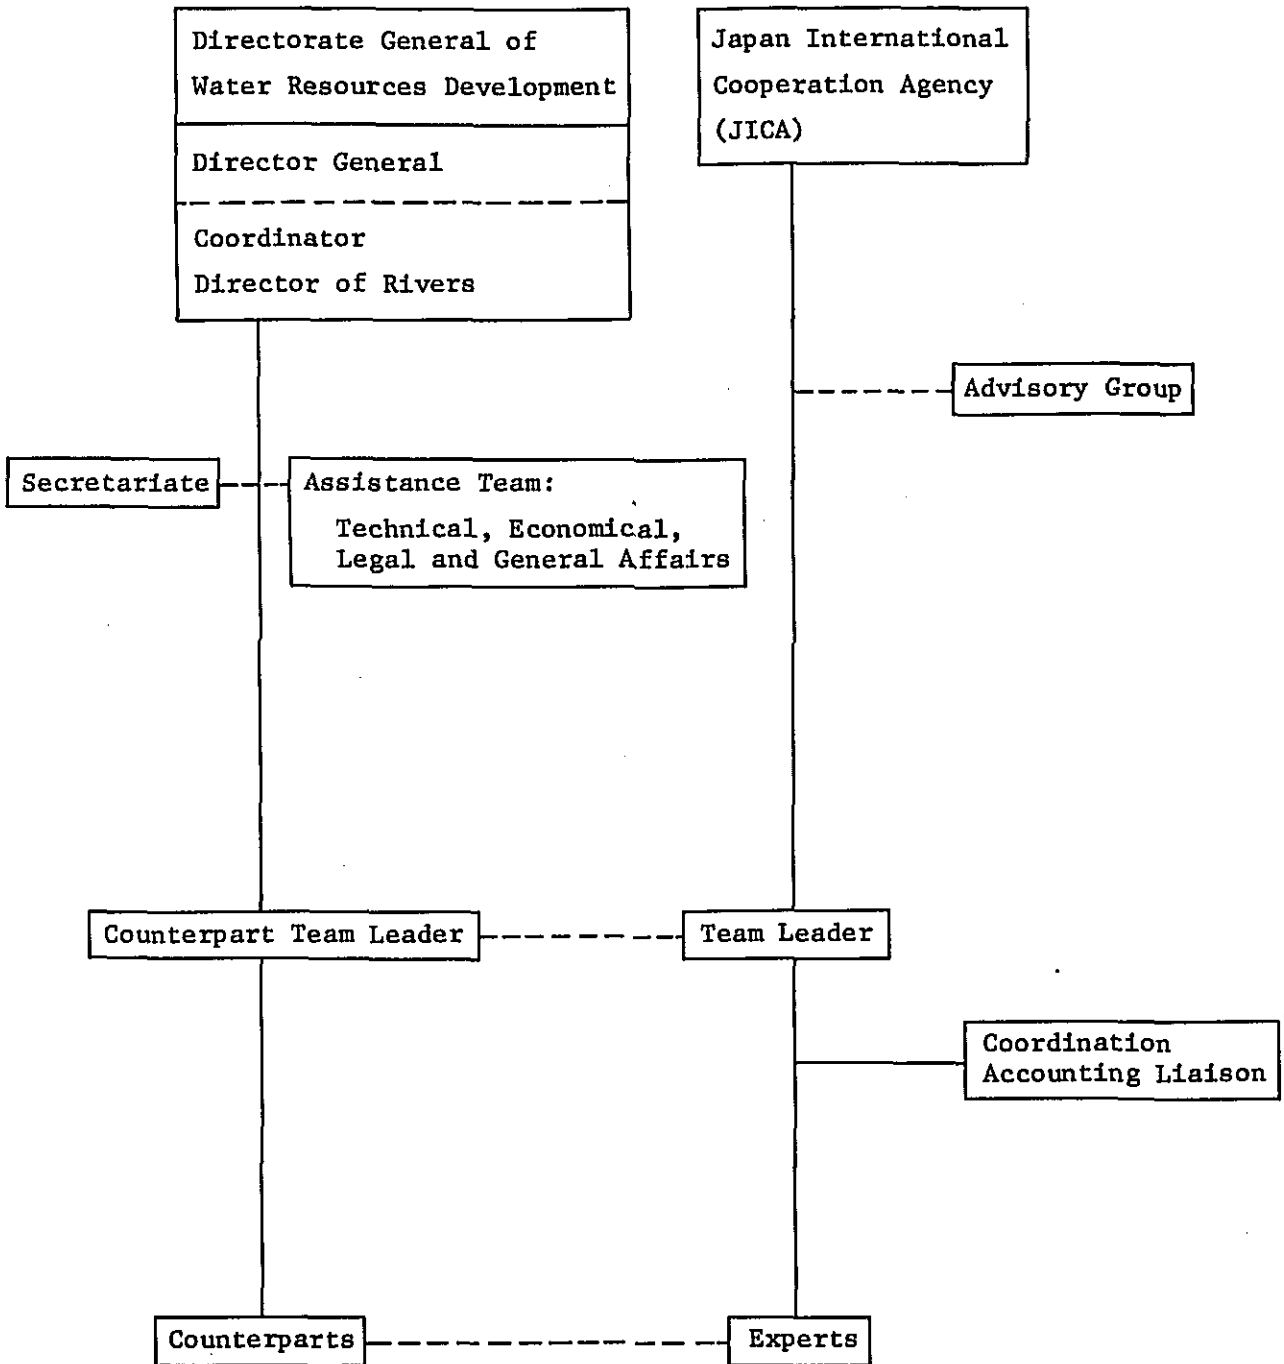 Directorate General of
Water Resources Development
Director General
Coordinator
Director of Rivers
Japan International
Cooperation Agency
(JICA)
Advisory Group
Secretariate
Assistance Team:
Technical, Economical,
Legal and General Affairs
Counterpart Team Leader
Team Leader
Coordination
Accounting Liaison
Counterparts
Experts